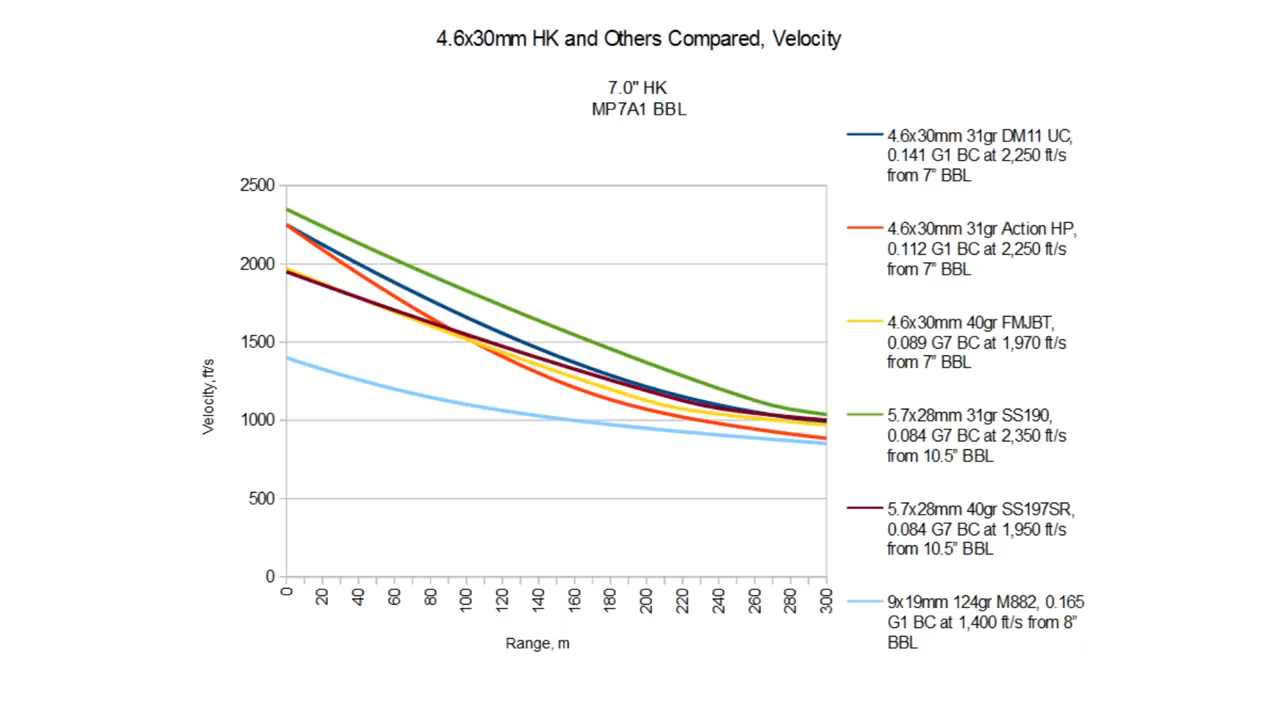 4.6x30mm HK and Others Compared, Velocity
7.0" HK
MP7A1 BBL
2500
2000
1500
1000
500
0
Velocity, ft/s
0
20
40
60
80
100
120
140
160
180
200
220
240
260
280
300
Range, m
4.6x30mm 31gr DM11 UC,
0.141 G1 BC at 2,250 ft/s
from 7” BBL
4.6x30mm 31gr Action HP,
0.112 G1 BC at 2,250 ft/s
from 7” BBL
4.6x30mm 40gr FMJBT,
0.089 G7 BC at 1,970 ft/s
from 7” BBL
5.7x28mm 31gr SS190,
0.084 G7 BC at 2,350 ft/s
from 10.5” BBL
5.7x28mm 40gr SS197SR,
0.084 G7 BC at 1,950 ft/s
from 10.5” BBL
9x19mm 124gr M882, 0.165
G1 BC at 1,400 ft/s from 8”
BBL